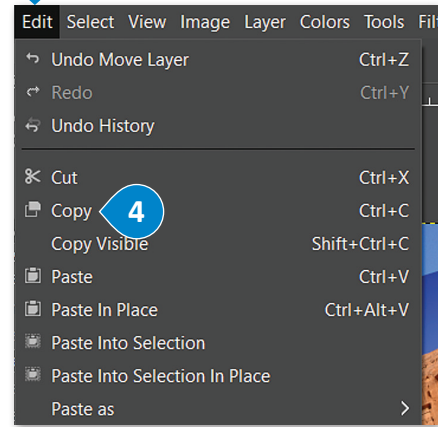 Edit Select View Image Layer Colors Tools
Undo Move Layer Ctrl+Z
Redo Ctrl+Y
Undo History
Cut Ctrl+X
Copy 4 Ctrl+C
Copy Visible Shift+Ctrl+C
Paste Ctrl+V
Paste In Place Ctrl+Alt+V
Paste Into Selection
Paste Into Selection In Place
Paste as